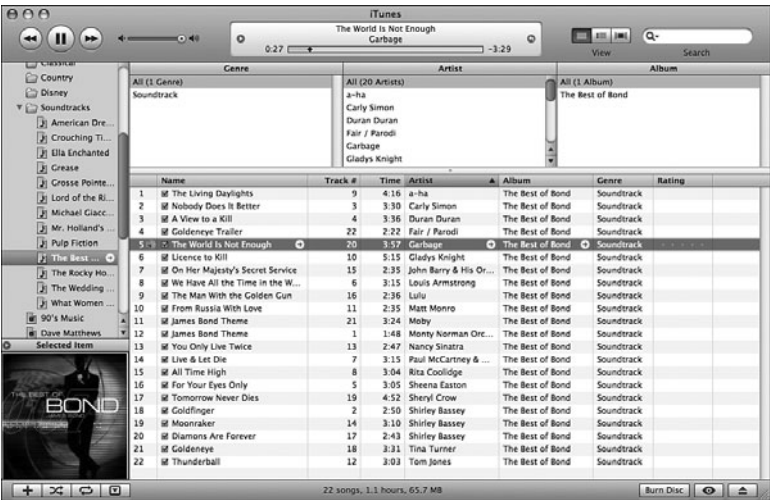 iTunes
The World Is Not Enough
Garbage
0:27
-3:29
View
Search
Q-
Classical
Country
Disney
Soundtracks
American Dre...
Crouching Ti...
Ella Enchanted
Grease
Grosse Pointe...
Lord of the Ri...
Michael Giacc...
Mr. Holland's ...
Pulp Fiction
The Best ...
The Rocky Ho...
The Wedding ...
What Women ...
90's Music
Dave Matthews
Selected Item
THE BEST OF
BOND
JAMES BOND
Genre
All (1 Genre)
Soundtrack
Artist
All (20 Artists)
a-ha
Carly Simon
Duran Duran
Fair / Parodi
Garbage
Gladys Knight
Album
All (1 Album)
The Best of Bond
Name Track # Time Artist Album Genre Rating
1 The Living Daylights 9 4:16 a-ha The Best of Bond Soundtrack
2 Nobody Does It Better 3 3:30 Carly Simon The Best of Bond Soundtrack
3 A View to a Kill 4 3:36 Duran Duran The Best of Bond Soundtrack
4 Goldeneye Trailer 22 2:22 Fair / Parodi The Best of Bond Soundtrack
5 The World Is Not Enough 20 3:57 Garbage The Best of Bond Soundtrack
6 Licence to Kill 10 5:15 Gladys Knight The Best of Bond Soundtrack
7 On Her Majesty's Secret Service 15 2:35 John Barry & His Or... The Best of Bond Soundtrack
8 We Have All the Time in the W... 6 3:15 Louis Armstrong The Best of Bond Soundtrack
9 The Man With the Golden Gun 16 2:36 Lulu The Best of Bond Soundtrack
10 From Russia With Love 11 2:35 Matt Monro The Best of Bond Soundtrack
11 James Bond Theme 21 3:24 Moby The Best of Bond Soundtrack
12 James Bond Theme 1 1:48 Monty Norman Orc... The Best of Bond Soundtrack
13 You Only Live Twice 13 2:47 Nancy Sinatra The Best of Bond Soundtrack
14 Live & Let Die 7 3:15 Paul McCartney & ... The Best of Bond Soundtrack
15 All Time High 8 3:04 Rita Coolidge The Best of Bond Soundtrack
16 For Your Eyes Only 5 3:05 Sheena Easton The Best of Bond Soundtrack
17 Tomorrow Never Dies 19 4:52 Sheryl Crow The Best of Bond Soundtrack
18 Goldfinger 2 2:50 Shirley Bassey The Best of Bond Soundtrack
19 Moonraker 14 3:10 Shirley Bassey The Best of Bond Soundtrack
20 Diamons Are Forever 17 2:43 Shirley Bassey The Best of Bond Soundtrack
21 Goldeneye 18 3:31 Tina Turner The Best of Bond Soundtrack
22 Thunderball 12 3:03 Tom Jones The Best of Bond Soundtrack
22 songs, 1.1 hours, 65.7 MB
Burn Disc